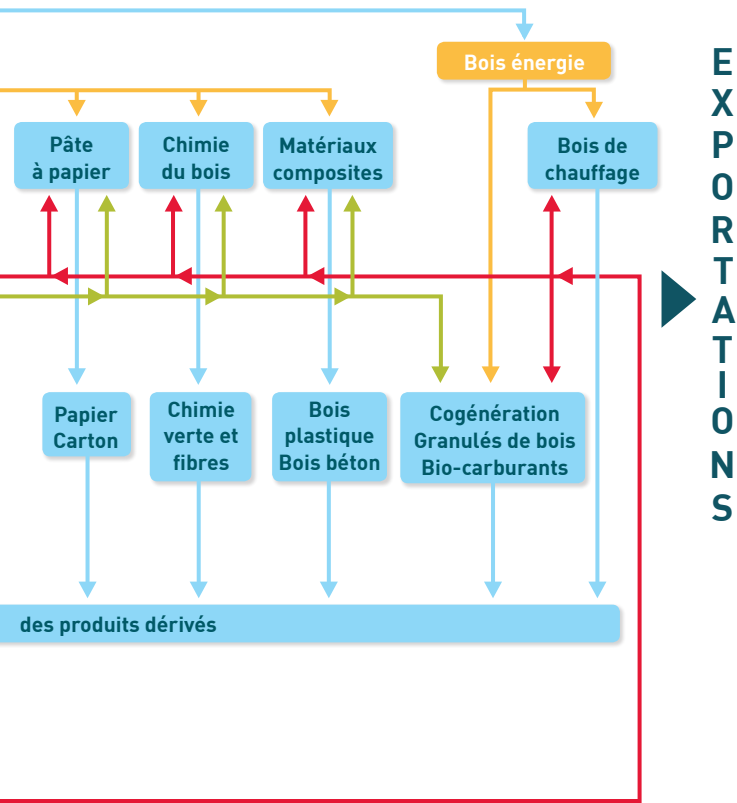 Bois énergie
Pâte
à papier
Chimie
du bois
Matériaux
composites
Bois de
chauffage
Papier
Carton
Chimie
verte et
fibres
Bois
plastique
Bois béton
Cogénération
Granulés de bois
Bio-carburants
des produits dérivés
EXPORTATIONS